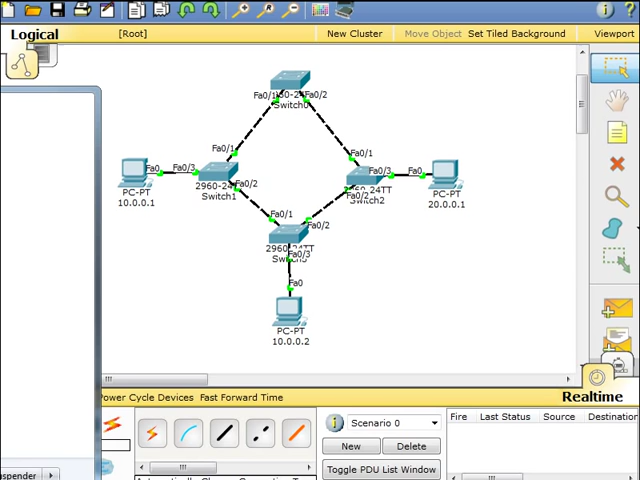 Logical
[Root]
New Cluster
Move Object
Set Tiled Background
Viewport
Fa0/1
Fa0/2
Switch0
Fa0/1
Fa0/1
Fa0
Fa0/3
Fa0/3
Fa0
2960-24TT
Fa0/2
Switch1
Fa0/2
Switch2
PC-PT
10.0.0.1
PC-PT
20.0.0.1
Fa0/1
Fa0/2
2960-24TT
Fa0/3
Fa0
PC-PT
10.0.0.2
Realtime
Power Cycle Devices
Fast Forward Time
Scenario 0
Fire
Last Status
Source
Destination
New
Delete
Toggle PDU List Window
spender